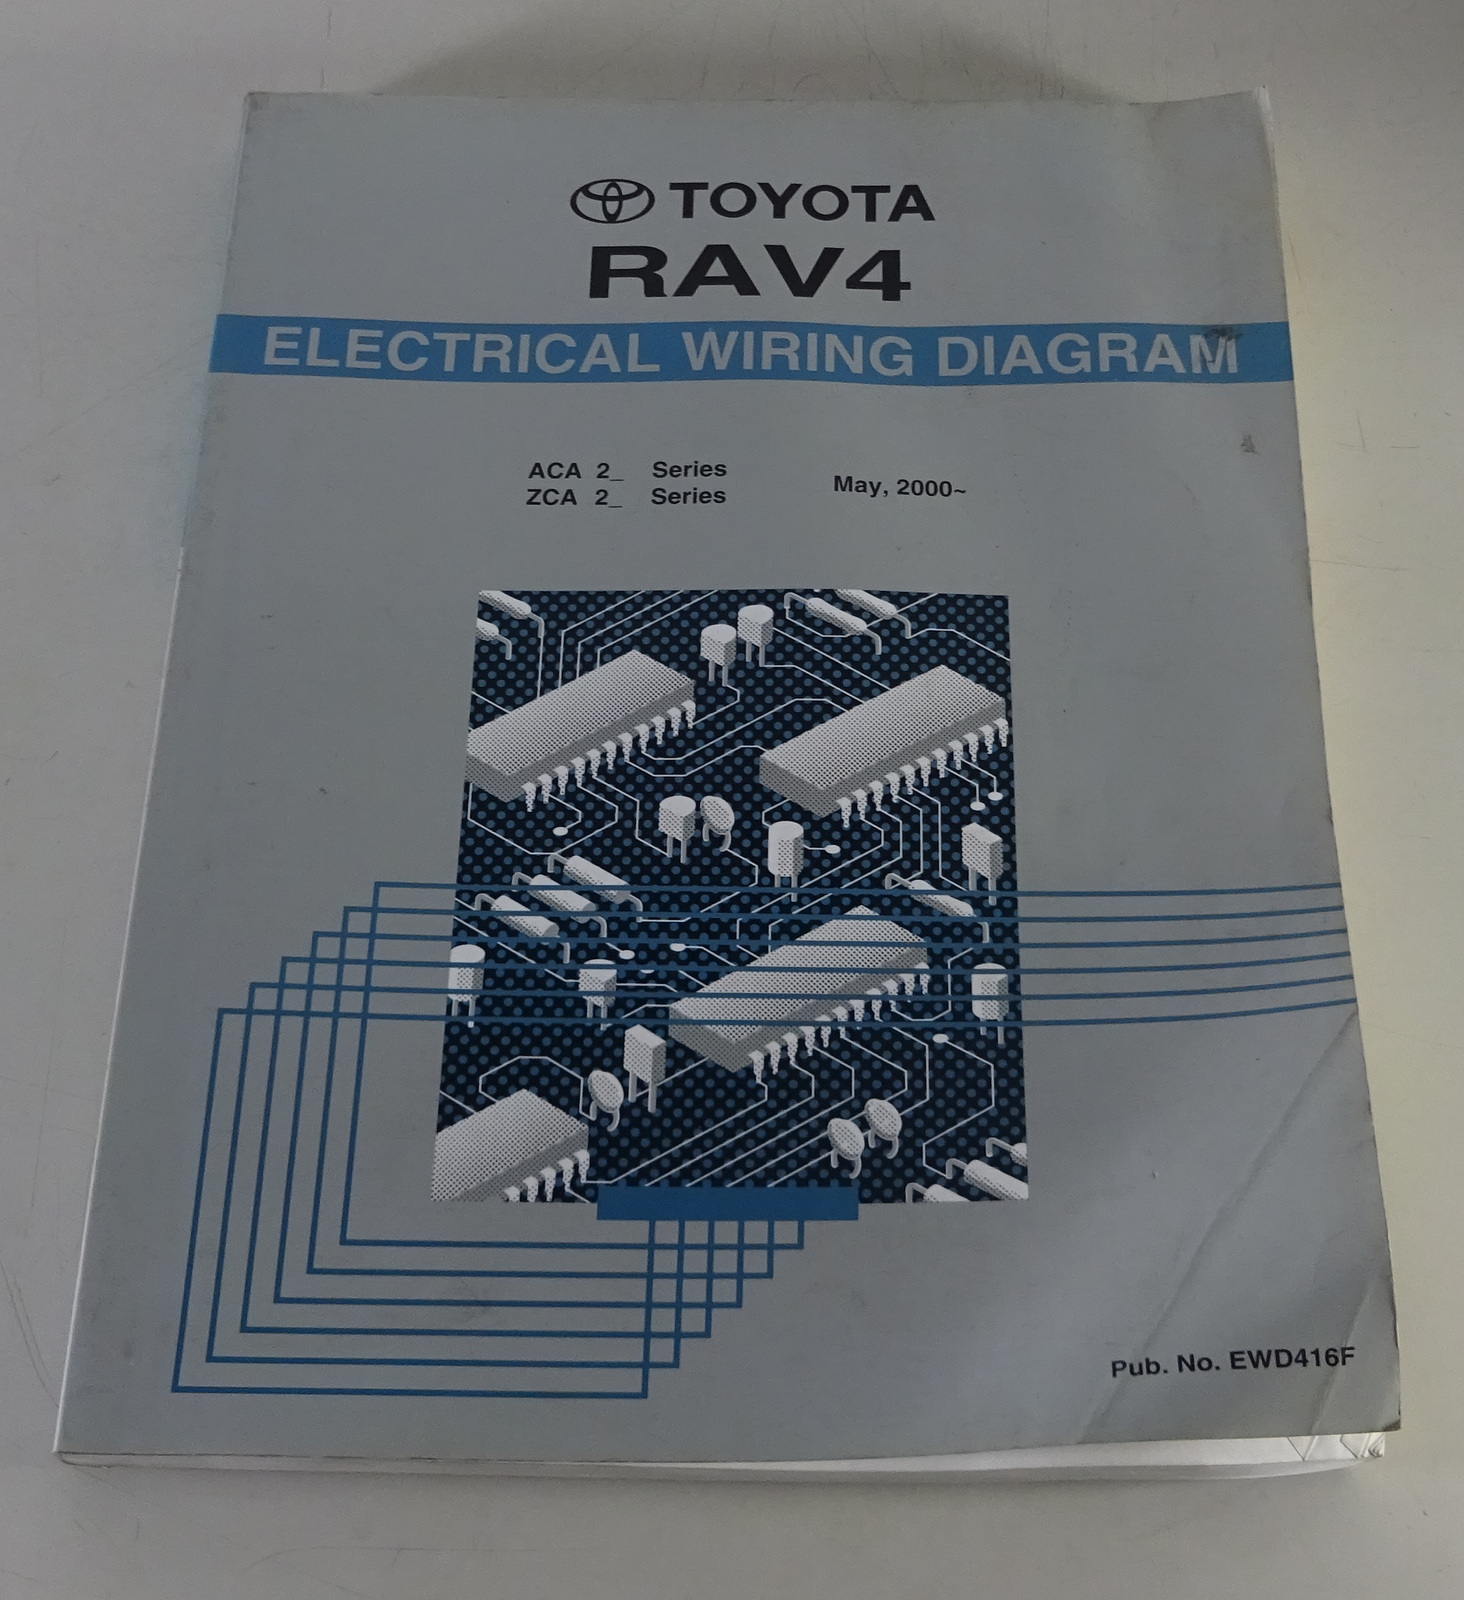 TOYOTA
RAV4
ELECTRICAL WIRING DIAGRAM
ACA 2_ Series
ZCA 2_ Series
May, 2000~
Pub. No. EWD416F